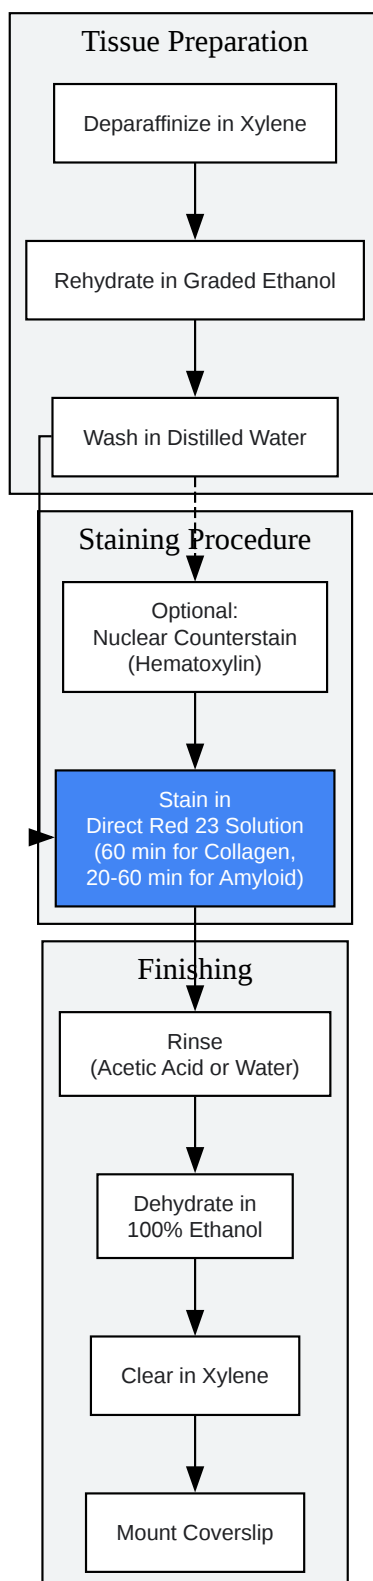 Tissue Preparation
Deparaffinize in Xylene
Rehydrate in Graded Ethanol
Wash in Distilled Water
Staining Procedure
Optional:
Nuclear Counterstain
(Hematoxylin)
Stain in
Direct Red 23 Solution
(60 min for Collagen,
20-60 min for Amyloid)
Finishing
Rinse
(Acetic Acid or Water)
Dehydrate in
100% Ethanol
Clear in Xylene
Mount Coverslip